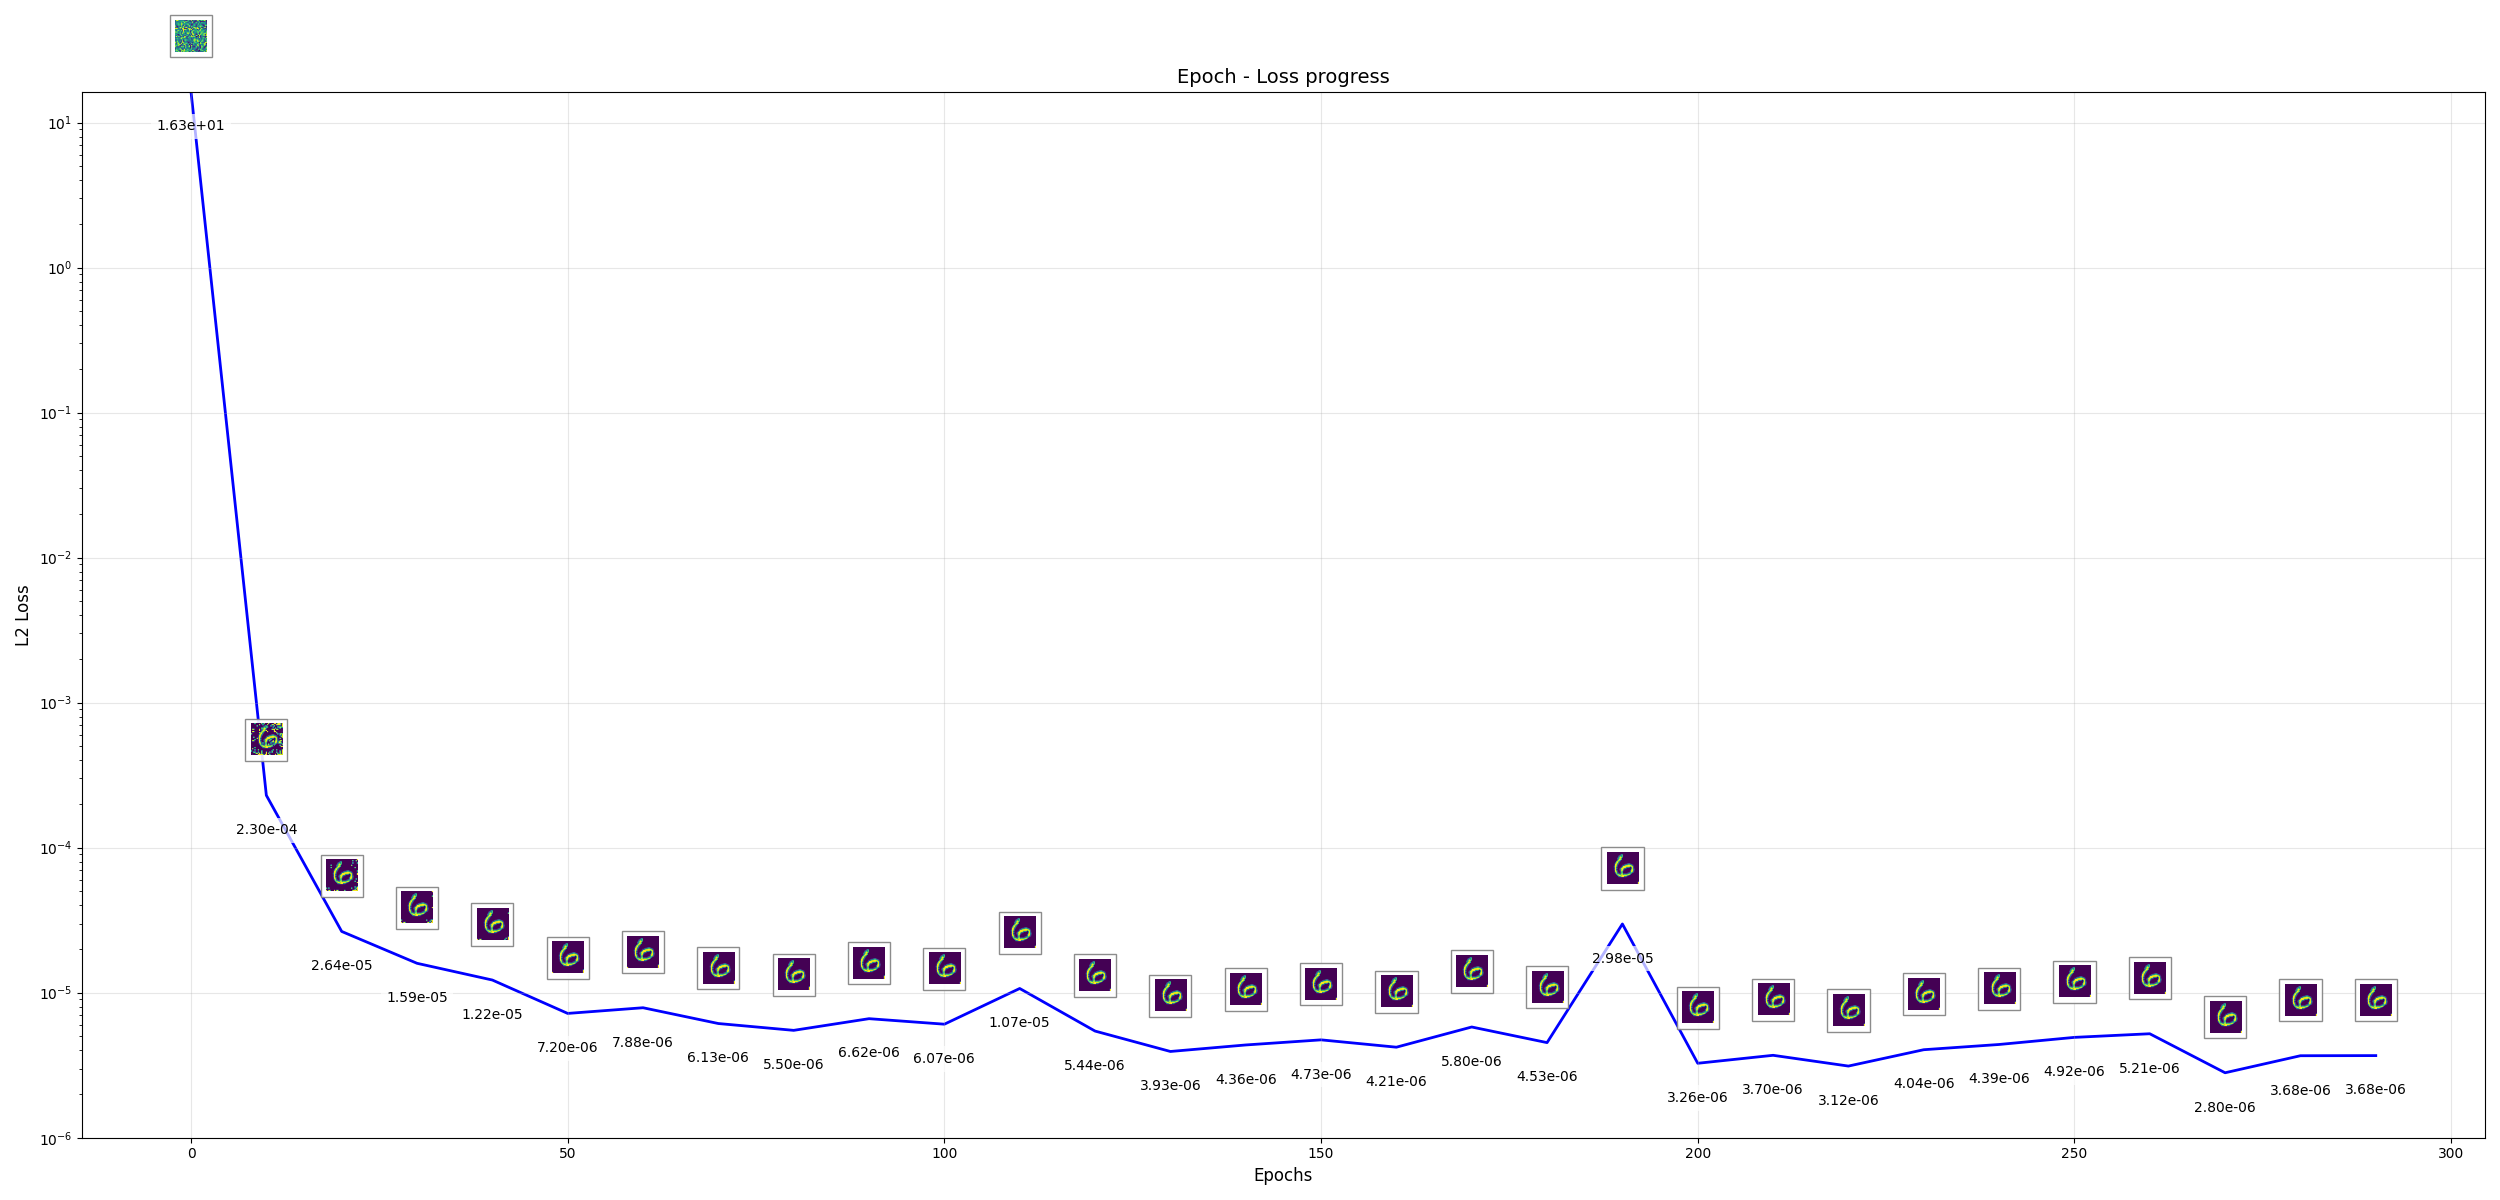 Epoch - Loss progress
L2 Loss
10¹
10⁰
10⁻¹
10⁻²
10⁻³
10⁻⁴
10⁻⁵
10⁻⁶
1.63e+01
2.30e-04
2.64e-05
1.59e-05
1.22e-05
7.20e-06
7.88e-06
6.13e-06
5.50e-06
6.62e-06
6.07e-06
1.07e-05
5.44e-06
3.93e-06
4.36e-06
4.73e-06
4.21e-06
5.80e-06
4.53e-06
2.98e-05
3.26e-06
3.70e-06
3.12e-06
4.04e-06
4.39e-06
4.92e-06
5.21e-06
2.80e-06
3.68e-06
3.68e-06
0 50 100 150 200 250 300
Epochs